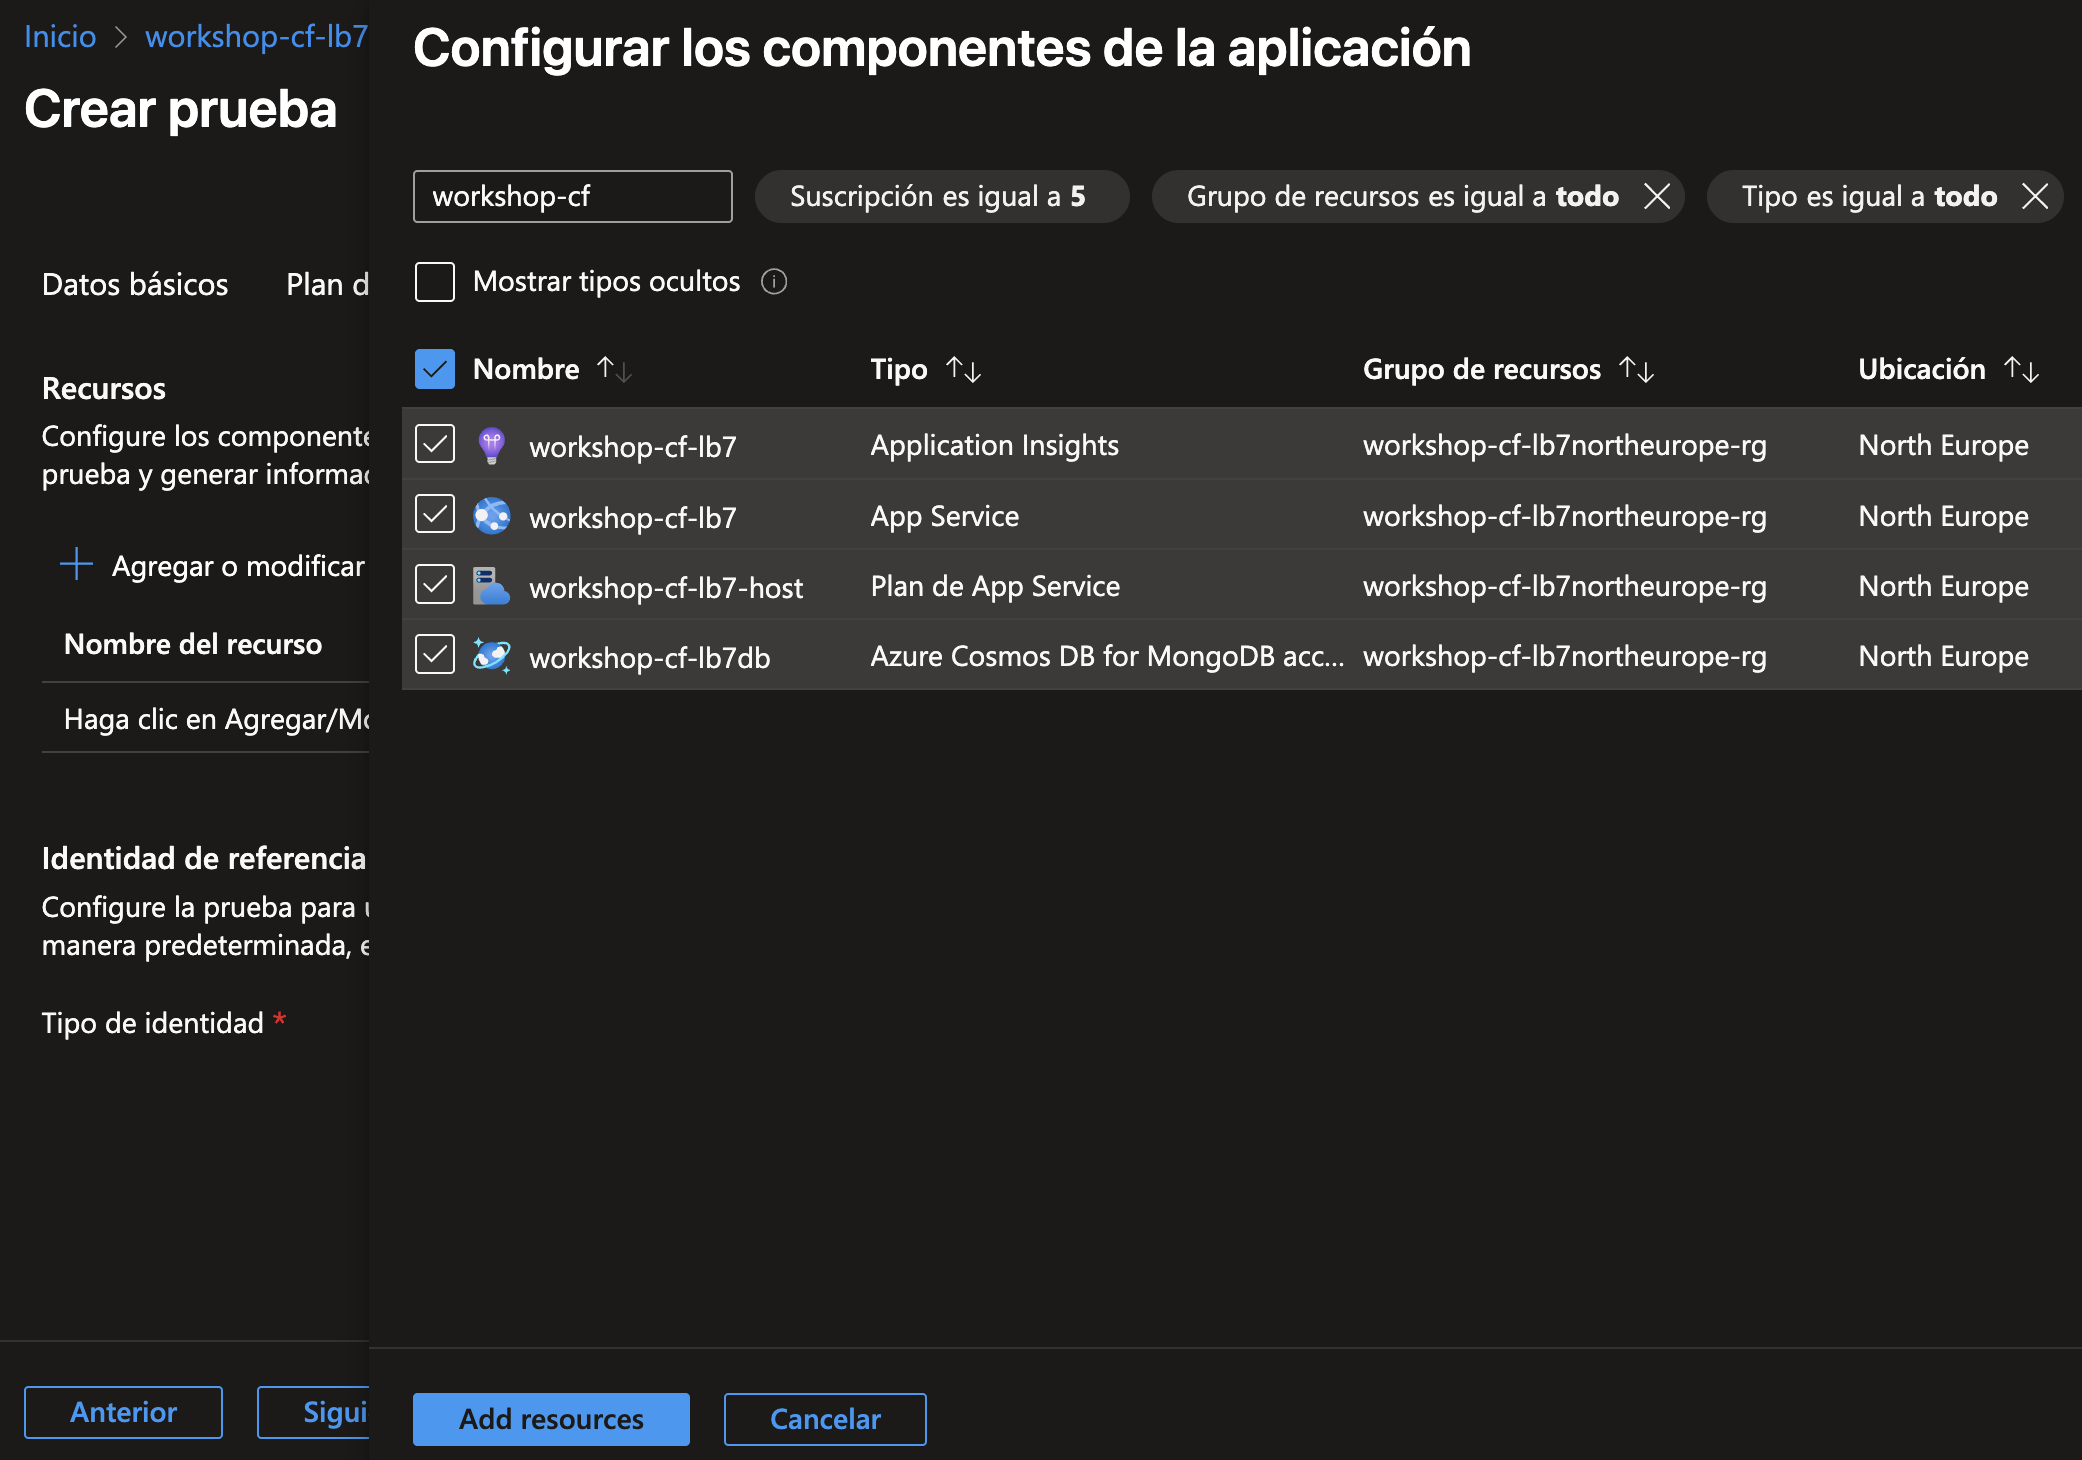 Inicio > workshop-cf-lb7
Crear prueba
Datos básicos Plan d
Recursos
Configure los componente
prueba y generar informac
Agregar o modificar
Nombre del recurso
Haga clic en Agregar/Mo
Identidad de referencia
Configure la prueba para u
manera predeterminada, e
Tipo de identidad *
Anterior
Sigui
Configurar los componentes de la aplicación
workshop-cf
Suscripción es igual a 5
Grupo de recursos es igual a todo
Tipo es igual a todo
Mostrar tipos ocultos
Nombre ↑↓ Tipo ↑↓ Grupo de recursos ↑↓ Ubicación ↑↓
workshop-cf-lb7 Application Insights workshop-cf-lb7northeurope-rg North Europe
workshop-cf-lb7 App Service workshop-cf-lb7northeurope-rg North Europe
workshop-cf-lb7-host Plan de App Service workshop-cf-lb7northeurope-rg North Europe
workshop-cf-lb7db Azure Cosmos DB for MongoDB acc... workshop-cf-lb7northeurope-rg North Europe
Add resources
Cancelar